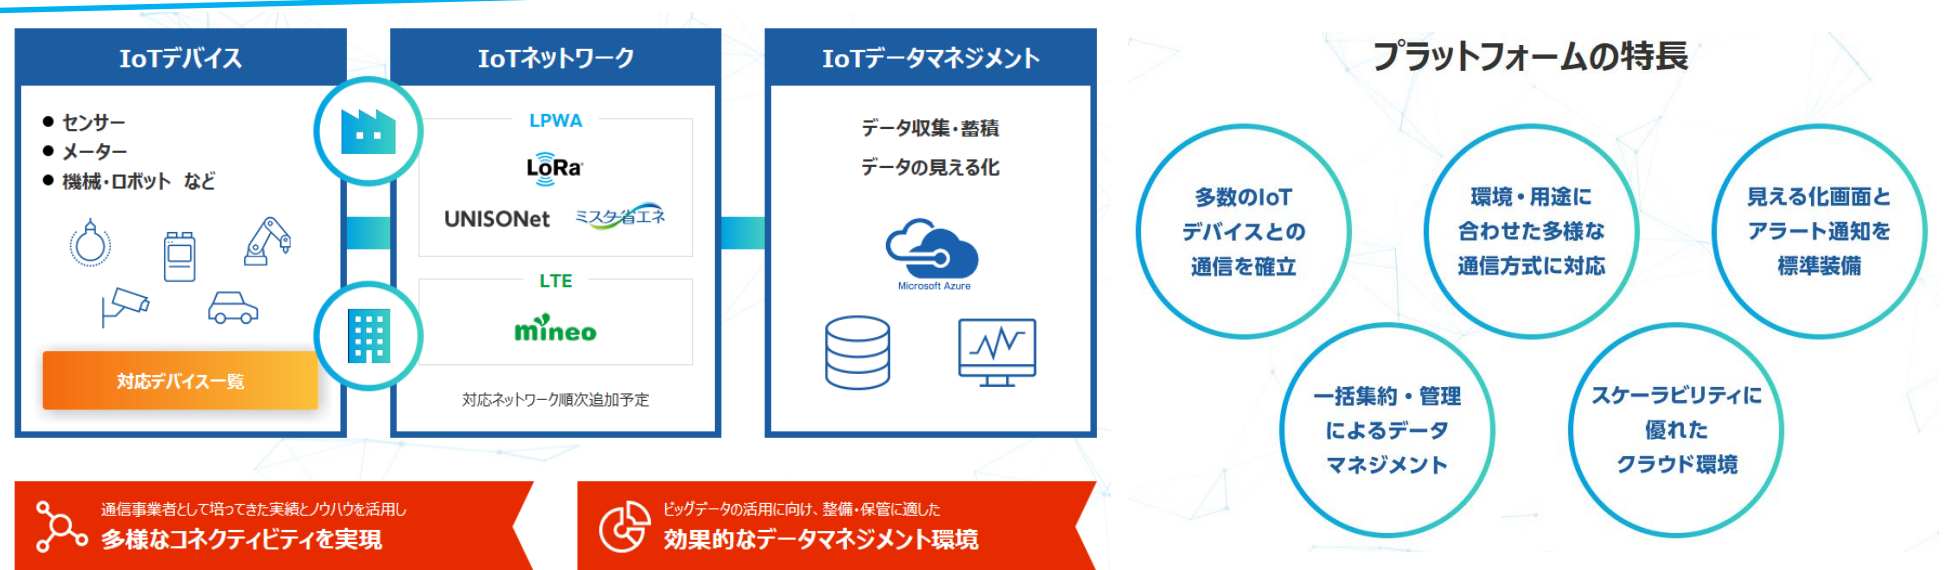 IoTデバイス
センサー
メーター
機械・ロボット など
対応デバイス一覧
IoTネットワーク
LPWA
LoRa
UNISONet ミスター省エネ
LTE
mineo
対応ネットワーク順次追加予定
IoTデータマネジメント
データ収集・蓄積
データの見える化
Microsoft Azure
通信事業者として培ってきた実績とノウハウを活用し
多様なコネクティビティを実現
ビッグデータの活用に向け、整備・保管に適した
効果的なデータマネジメント環境
プラットフォームの特長
多数のIoT
デバイスとの
通信を確立
環境・用途に
合わせた多様な
通信方式に対応
見える化画面と
アラート通知を
標準装備
一括集約・管理
によるデータ
マネジメント
スケーラビリティに
優れた
クラウド環境